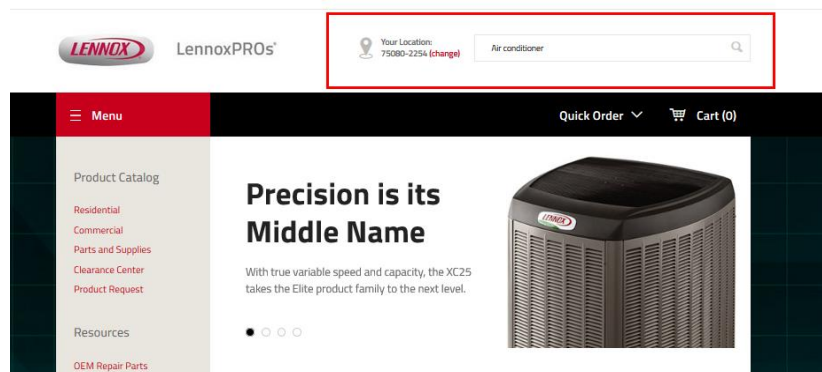 LENNOX
LennoxPROs®
Your Location:
75080-2254 (change)
Air conditioner
Menu
Quick Order
Cart (0)
Product Catalog
Residential
Commercial
Parts and Supplies
Clearance Center
Product Request
Resources
OEM Repair Parts
Precision is its
Middle Name
With true variable speed and capacity, the XC25
takes the Elite product family to the next level.
LENNOX